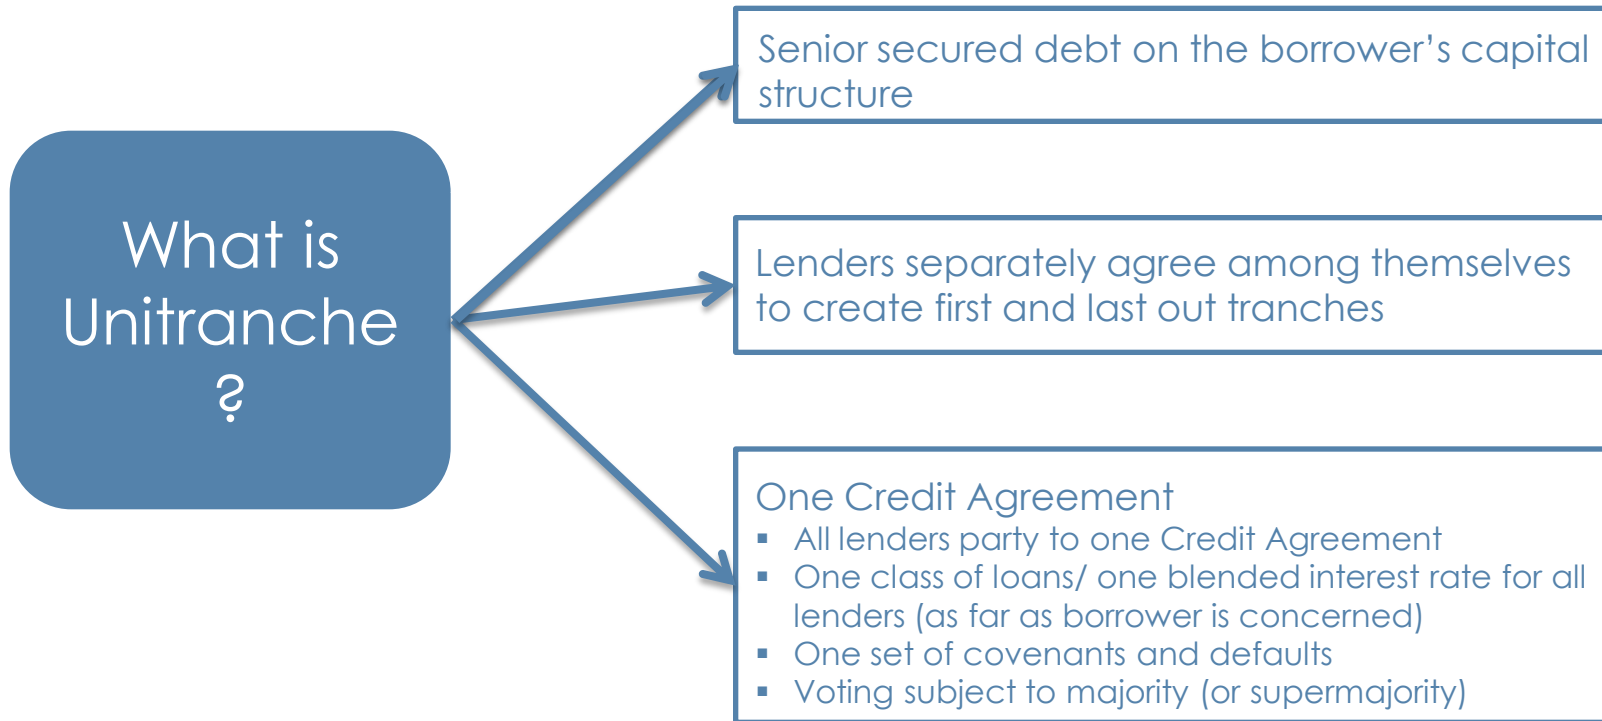 What is
Unitranche
?
Senior secured debt on the borrower’s capital
structure
Lenders separately agree among themselves
to create first and last out tranches
One Credit Agreement
▪ All lenders party to one Credit Agreement
▪ One class of loans/ one blended interest rate for all
lenders (as far as borrower is concerned)
▪ One set of covenants and defaults
▪ Voting subject to majority (or supermajority)